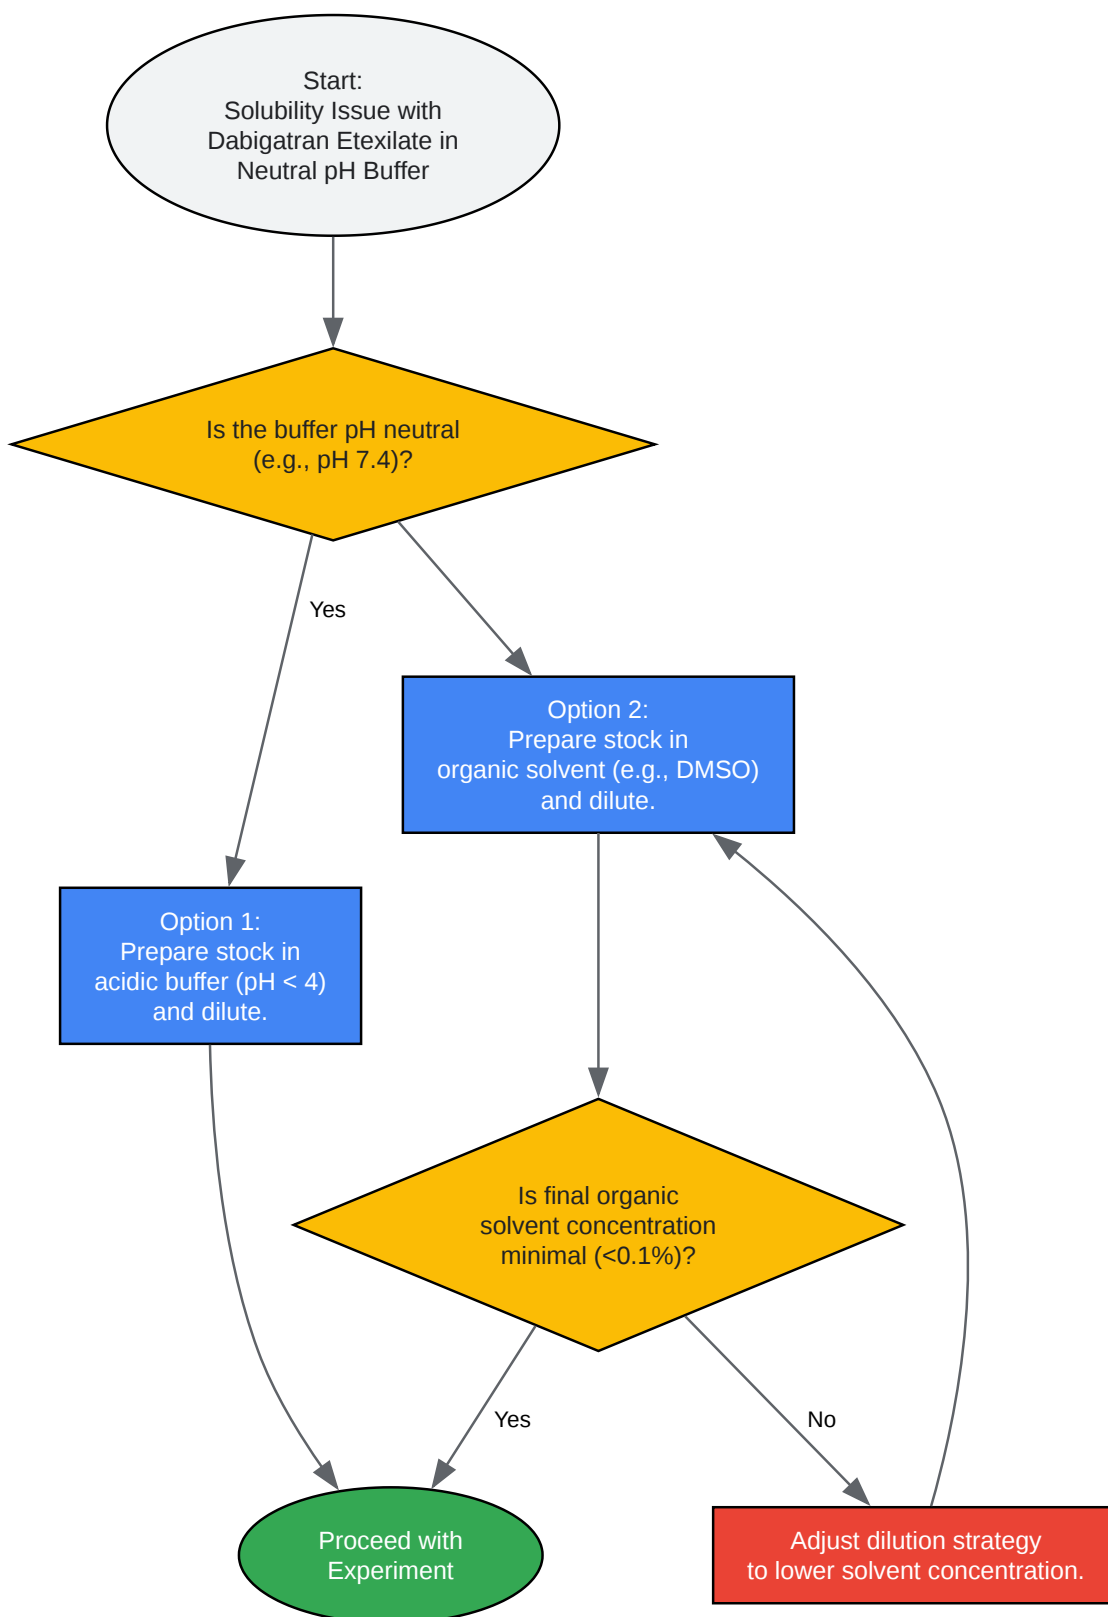 Start:
Solubility Issue with
Dabigatran Etexilate in
Neutral pH Buffer
Is the buffer pH neutral
(e.g., pH 7.4)?
Yes
Option 2:
Prepare stock in
organic solvent (e.g., DMSO)
and dilute.
Option 1:
Prepare stock in
acidic buffer (pH < 4)
and dilute.
Is final organic
solvent concentration
minimal (<0.1%)?
Yes
No
Proceed with
Experiment
Adjust dilution strategy
to lower solvent concentration.